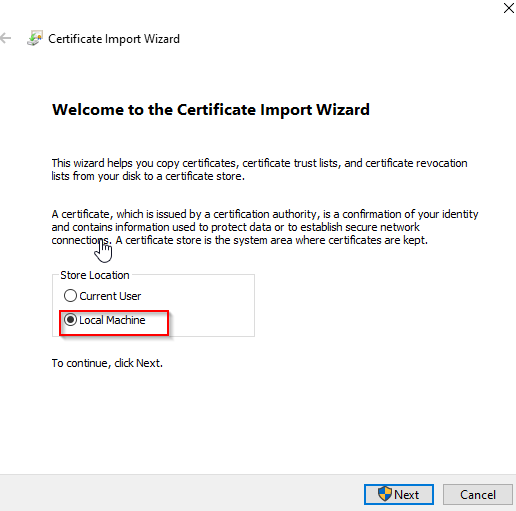 Certificate Import Wizard
Welcome to the Certificate Import Wizard
This wizard helps you copy certificates, certificate trust lists, and certificate revocation
lists from your disk to a certificate store.
A certificate, which is issued by a certification authority, is a confirmation of your identity
and contains information used to protect data or to establish secure network
connections. A certificate store is the system area where certificates are kept.
Store Location
Current User
Local Machine
To continue, click Next.
Next
Cancel